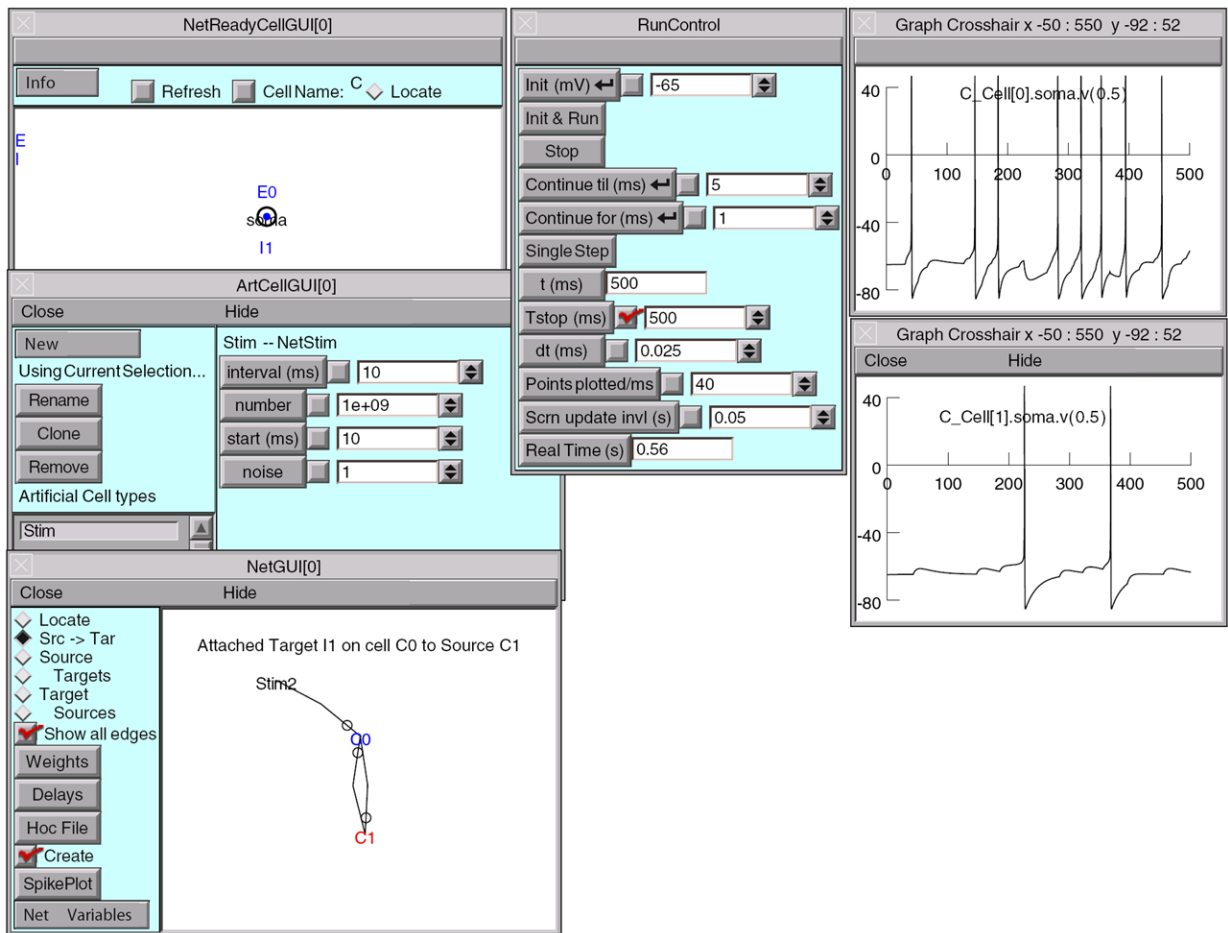 NetReadyCellGUI[0]
Info
Refresh
Cell Name: C
Locate
E
I
E0
soma
I1
ArtCellGUI[0]
Close
Hide
New
Using Current Selection...
Rename
Clone
Remove
Artificial Cell types
Stim
Stim -- NetStim
interval (ms) 10
number 1e+09
start (ms) 10
noise 1
NetGUI[0]
Close
Hide
Locate
Src -> Tar
Source
Targets
Target
Sources
Show all edges
Weights
Delays
Hoc File
Create
SpikePlot
Net Variables
Attached Target I1 on cell C0 to Source C1
Stim2
C0
C1
RunControl
Init (mV) -65
Init & Run
Stop
Continue til (ms) 5
Continue for (ms) 1
Single Step
t (ms) 500
Tstop (ms) 500
dt (ms) 0.025
Points plotted/ms 40
Scrn update invl (s) 0.05
Real Time (s) 0.56
Graph Crosshair x -50 : 550 y -92 : 52
C_Cell[0].soma.v(0.5)
40
0
0 100 200 300 400 500
-40
-80
Graph Crosshair x -50 : 550 y -92 : 52
Close
Hide
40
C_Cell[1].soma.v(0.5)
0
0 100 200 300 400 500
-40
-80